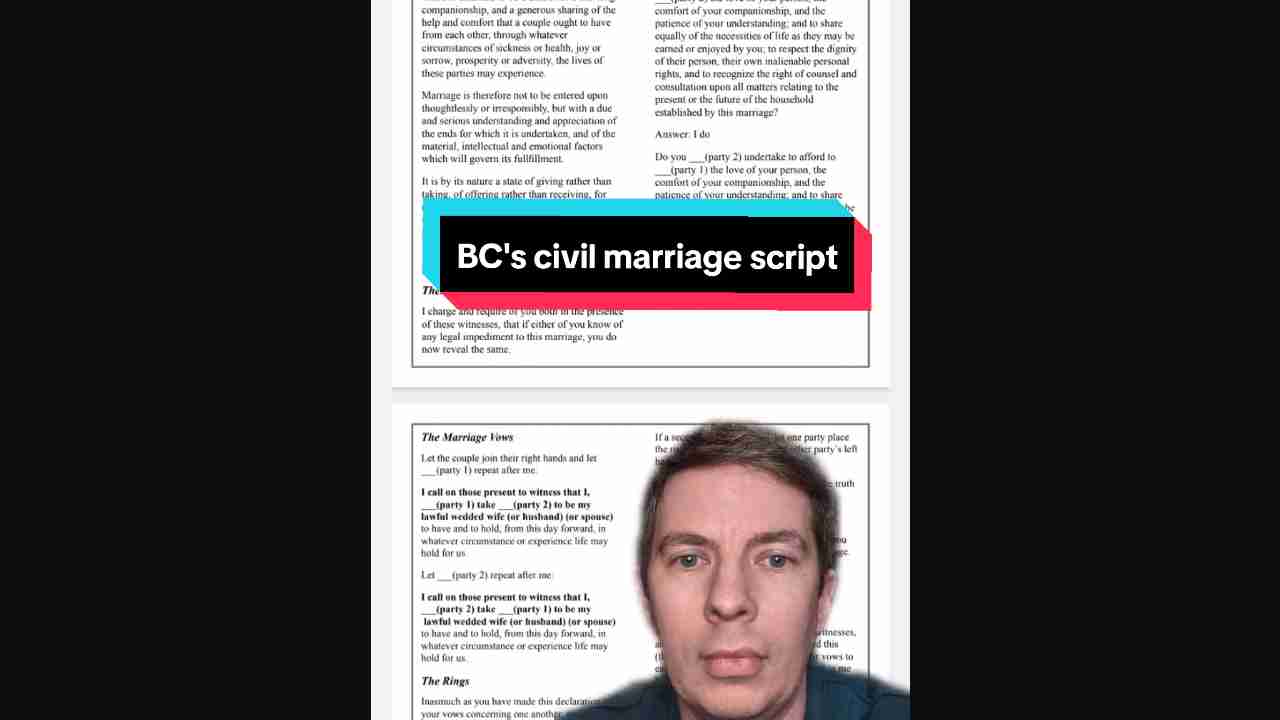 companionship, and a generous sharing of the
help and comfort that a couple ought to have
from each other, through whatever
circumstances of sickness or health, joy or
sorrow, prosperity or adversity, the lives of
these parties may experience.
Marriage is therefore not to be entered upon
thoughtlessly or irresponsibly, but with a due
and serious understanding and appreciation of
the ends for which it is undertaken, and of the
material, intellectual and emotional factors
which will govern its fullfillment.
It is by its nature a state of giving rather than
taking, of offering rather than receiving, for
The
I charge and require of you both in the presence
of these witnesses, that if either of you know of
any legal impediment to this marriage, you do
now reveal the same.
comfort of your companionship, and the
patience of your understanding; and to share
equally of the necessities of life as they may be
earned or enjoyed by you; to respect the dignity
of their person, their own inalienable personal
rights, and to recognize the right of counsel and
consultation upon all matters relating to the
present or the future of the household
established by this marriage?
Answer: I do
Do you ___(party 2) undertake to afford to
___(party 1) the love of your person, the
comfort of your companionship, and the
patience of your understanding; and to share
be
BC's civil marriage script
The Marriage Vows
Let the couple join their right hands and let
___(party 1) repeat after me.
I call on those present to witness that I,
___(party 1) take ___(party 2) to be my
lawful wedded wife (or husband) (or spouse)
to have and to hold, from this day forward, in
whatever circumstance or experience life may
hold for us.
Let ___(party 2) repeat after me:
I call on those present to witness that I,
___(party 2) take ___(party 1) to be my
lawful wedded wife (or husband) (or spouse)
to have and to hold, from this day forward, in
whatever circumstance or experience life may
hold for us.
The Rings
Inasmuch as you have made this declaration
your vows concerning one another
If a one party place
the party's left
truth
you
witnesses,
this
vows to
me